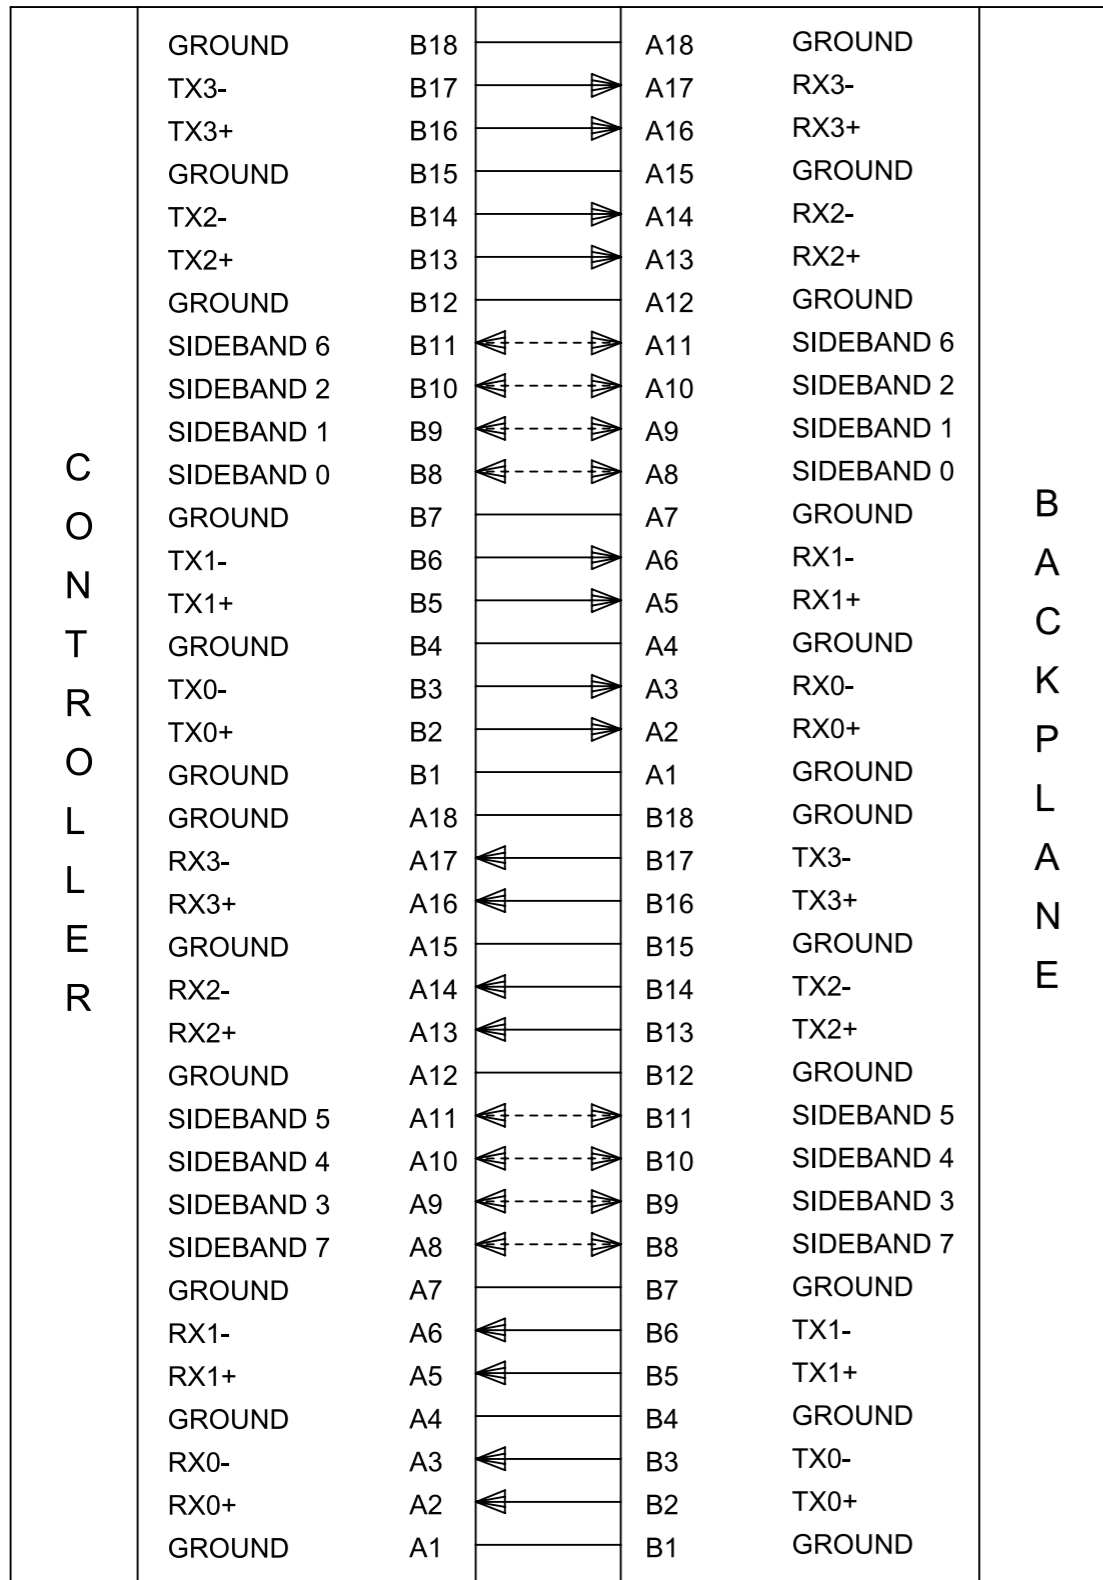 GROUND B18 A18 GROUND
TX3- B17 A17 RX3-
TX3+ B16 A16 RX3+
GROUND B15 A15 GROUND
TX2- B14 A14 RX2-
TX2+ B13 A13 RX2+
GROUND B12 A12 GROUND
SIDEBAND 6 B11 A11 SIDEBAND 6
SIDEBAND 2 B10 A10 SIDEBAND 2
SIDEBAND 1 B9 A9 SIDEBAND 1
SIDEBAND 0 B8 A8 SIDEBAND 0
GROUND B7 A7 GROUND
TX1- B6 A6 RX1-
TX1+ B5 A5 RX1+
GROUND B4 A4 GROUND
TX0- B3 A3 RX0-
TX0+ B2 A2 RX0+
GROUND B1 A1 GROUND
GROUND A18 B18 GROUND
RX3- A17 B17 TX3-
RX3+ A16 B16 TX3+
GROUND A15 B15 GROUND
RX2- A14 B14 TX2-
RX2+ A13 B13 TX2+
GROUND A12 B12 GROUND
SIDEBAND 5 A11 B11 SIDEBAND 5
SIDEBAND 4 A10 B10 SIDEBAND 4
SIDEBAND 3 A9 B9 SIDEBAND 3
SIDEBAND 7 A8 B8 SIDEBAND 7
GROUND A7 B7 GROUND
RX1- A6 B6 TX1-
RX1+ A5 B5 TX1+
GROUND A4 B4 GROUND
RX0- A3 B3 TX0-
RX0+ A2 B2 TX0+
GROUND A1 B1 GROUND
CONTROLLER
BACKPLANE